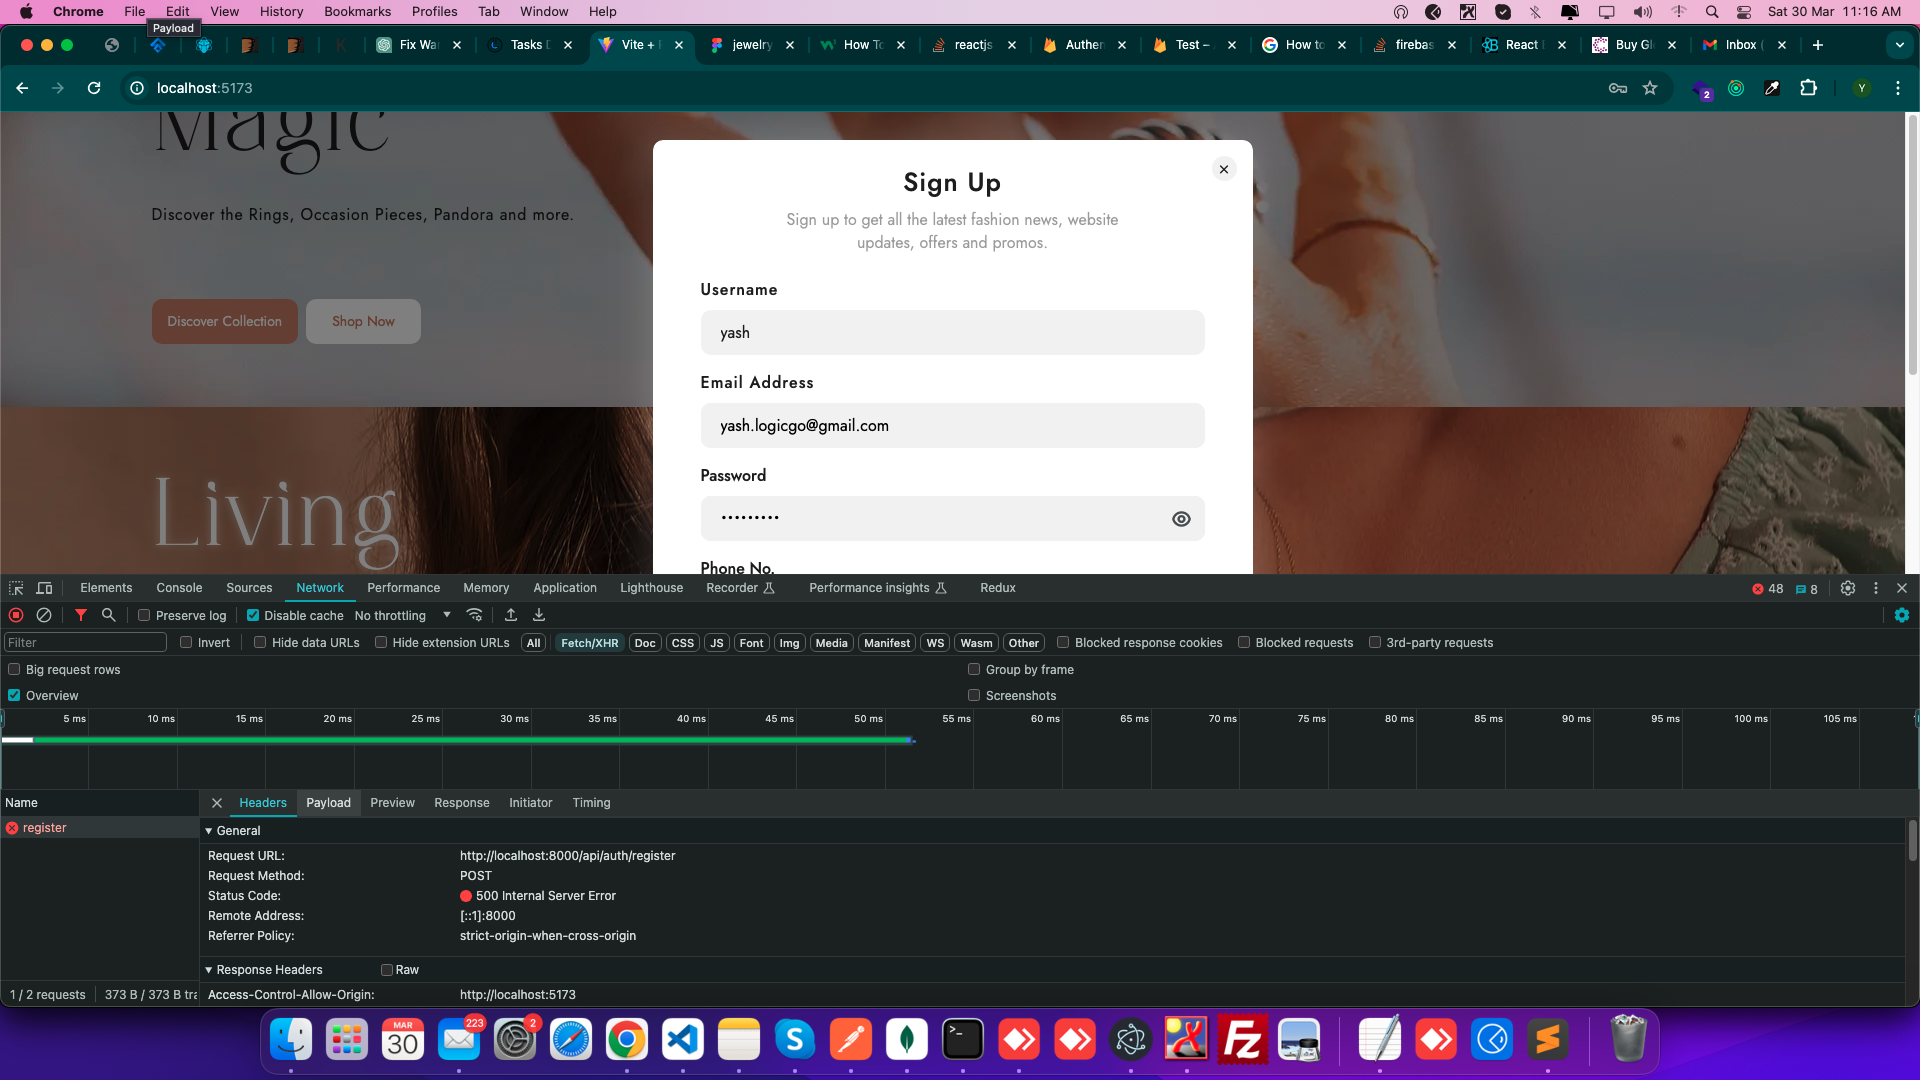 Chrome File Edit View History Bookmarks Profiles Tab Window Help
Sat 30 Mar 11:16 AM
Payload
Fix Wa
Tasks D
Vite +
jewelry
How To
reactjs
Auther
Test –
How to
firebas
React
Buy Gl
Inbox (
localhost:5173
2
Y
Magic
Discover the Rings, Occasion Pieces, Pandora and more.
Discover Collection
Shop Now
Living
Sign Up
Sign up to get all the latest fashion news, website
updates, offers and promos.
Username
yash
Email Address
yash.logicgo@gmail.com
Password
•••••••••
Phone No.
Elements Console Sources Network Performance Memory Application Lighthouse Recorder Performance insights Redux
48 8
Preserve log Disable cache No throttling
Filter Invert Hide data URLs Hide extension URLs All Fetch/XHR Doc CSS JS Font Img Media Manifest WS Wasm Other Blocked response cookies Blocked requests 3rd-party requests
Big request rows Group by frame
Overview Screenshots
5 ms 10 ms 15 ms 20 ms 25 ms 30 ms 35 ms 40 ms 45 ms 50 ms 55 ms 60 ms 65 ms 70 ms 75 ms 80 ms 85 ms 90 ms 95 ms 100 ms 105 ms
Name
Headers Payload Preview Response Initiator Timing
register
General
Request URL: http://localhost:8000/api/auth/register
Request Method: POST
Status Code: 500 Internal Server Error
Remote Address: [::1]:8000
Referrer Policy: strict-origin-when-cross-origin
Response Headers Raw
Access-Control-Allow-Origin: http://localhost:5173
1 / 2 requests 373 B / 373 B tra
MAR
30
223
2